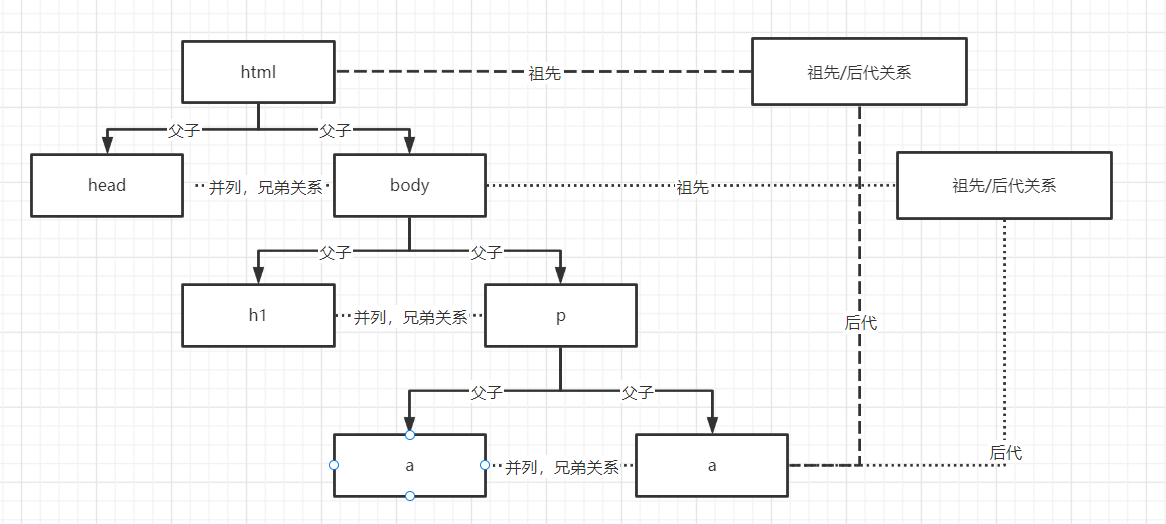 html
祖先
祖先/后代关系
父子
父子
head
并列，兄弟关系
body
祖先
祖先/后代关系
父子
父子
h1
并列，兄弟关系
p
后代
父子
父子
a
并列，兄弟关系
a
后代